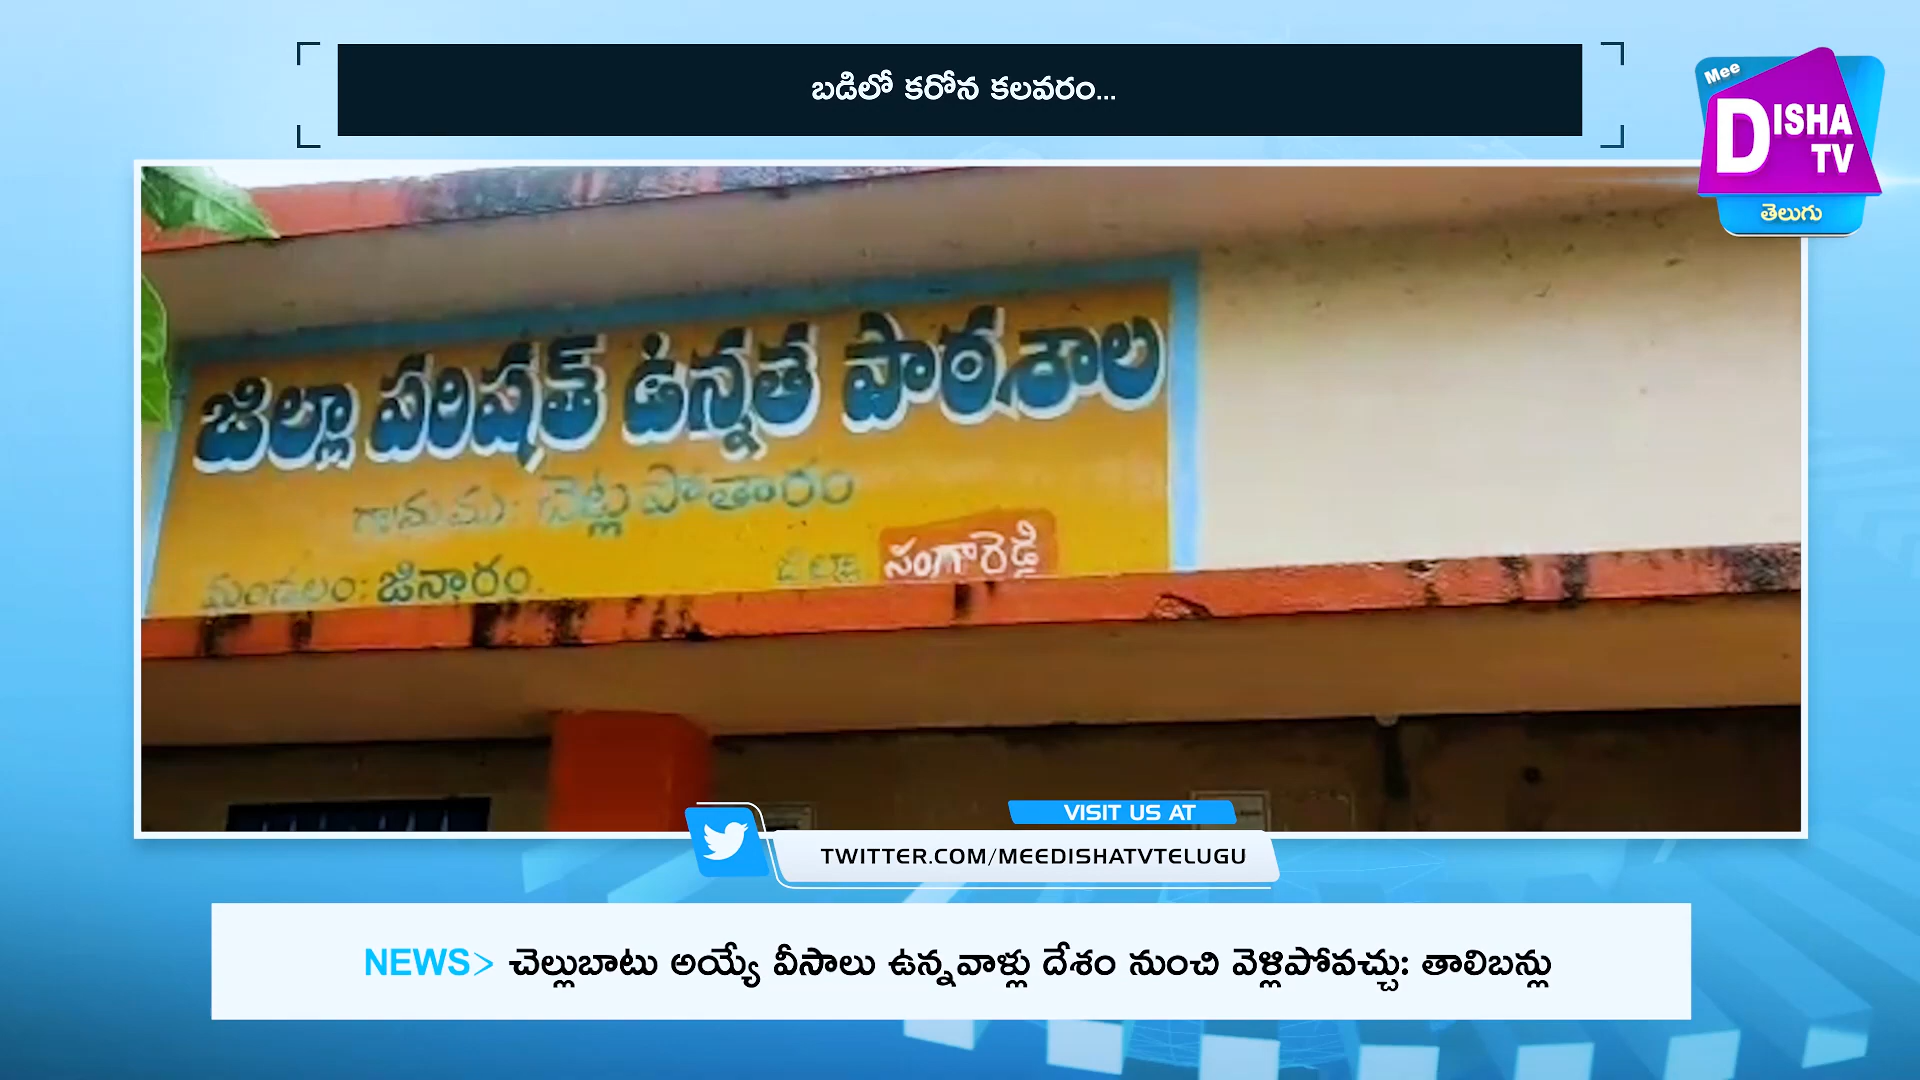 బడిలో కరోన కలవరం...
Mee
DISHA
TV
తెలుగు
జిల్లా పరిషత్ ఉన్నత పాఠశాల
గ్రామము: చెట్ల పోతారం
మండలం: జిన్నారం.
జిల్లా సంగారెడ్డి
VISIT US AT
TWITTER.COM/MEEDISHATVTELUGU
NEWS> చెల్లుబాటు అయ్యే వీసాలు ఉన్నవాళ్లు దేశం నుంచి వెళ్లిపోవచ్చు: తాలిబన్లు